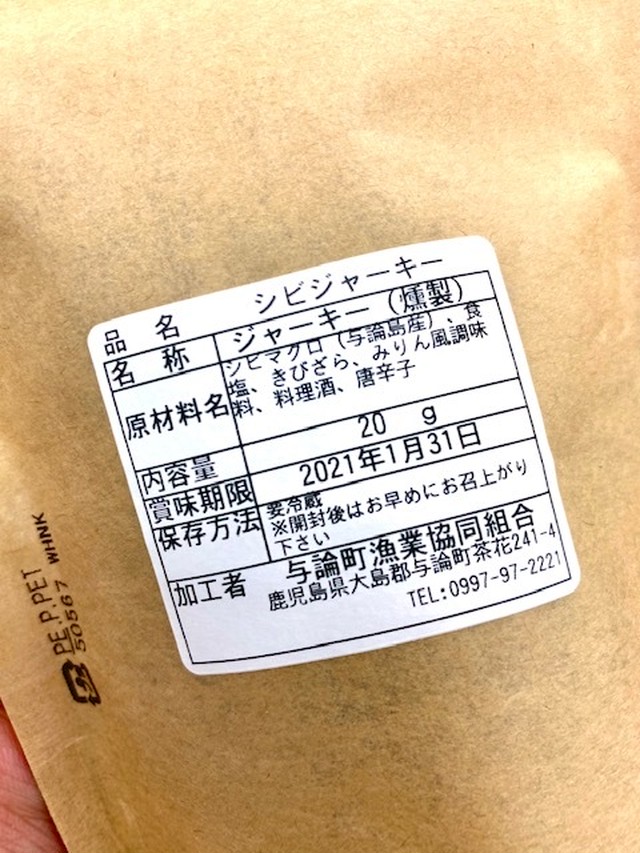 品名 シビジャーキー
名称 ジャーキー(燻製)
原材料名 シビマグロ(与論島産)、食
塩、きびざら、みりん風調味
料、料理酒、唐辛子
内容量 20 g
賞味期限 2021年1月31日
保存方法 要冷蔵
※開封後はお早めにお召上がり
下さい
加工者 与論町漁業協同組合
鹿児島県大島郡与論町茶花241-4
TEL:0997-97-2221
PE.P.PET
50567 WHNK